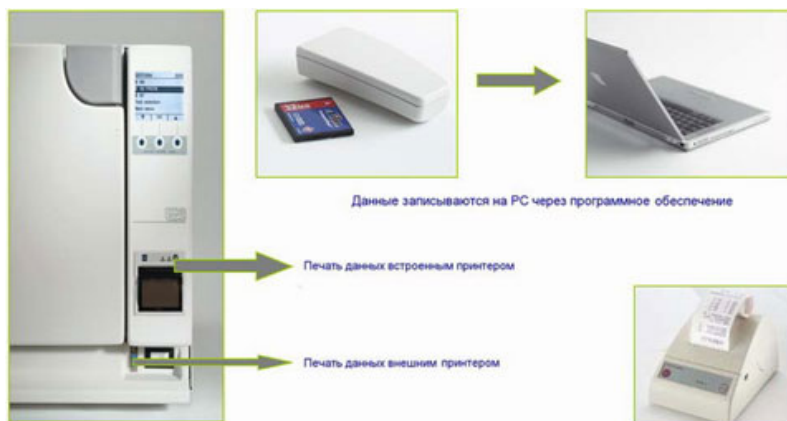 Данные записываются на PC через программное обеспечение
Печать данных встроенным принтером
Печать данных внешним принтером